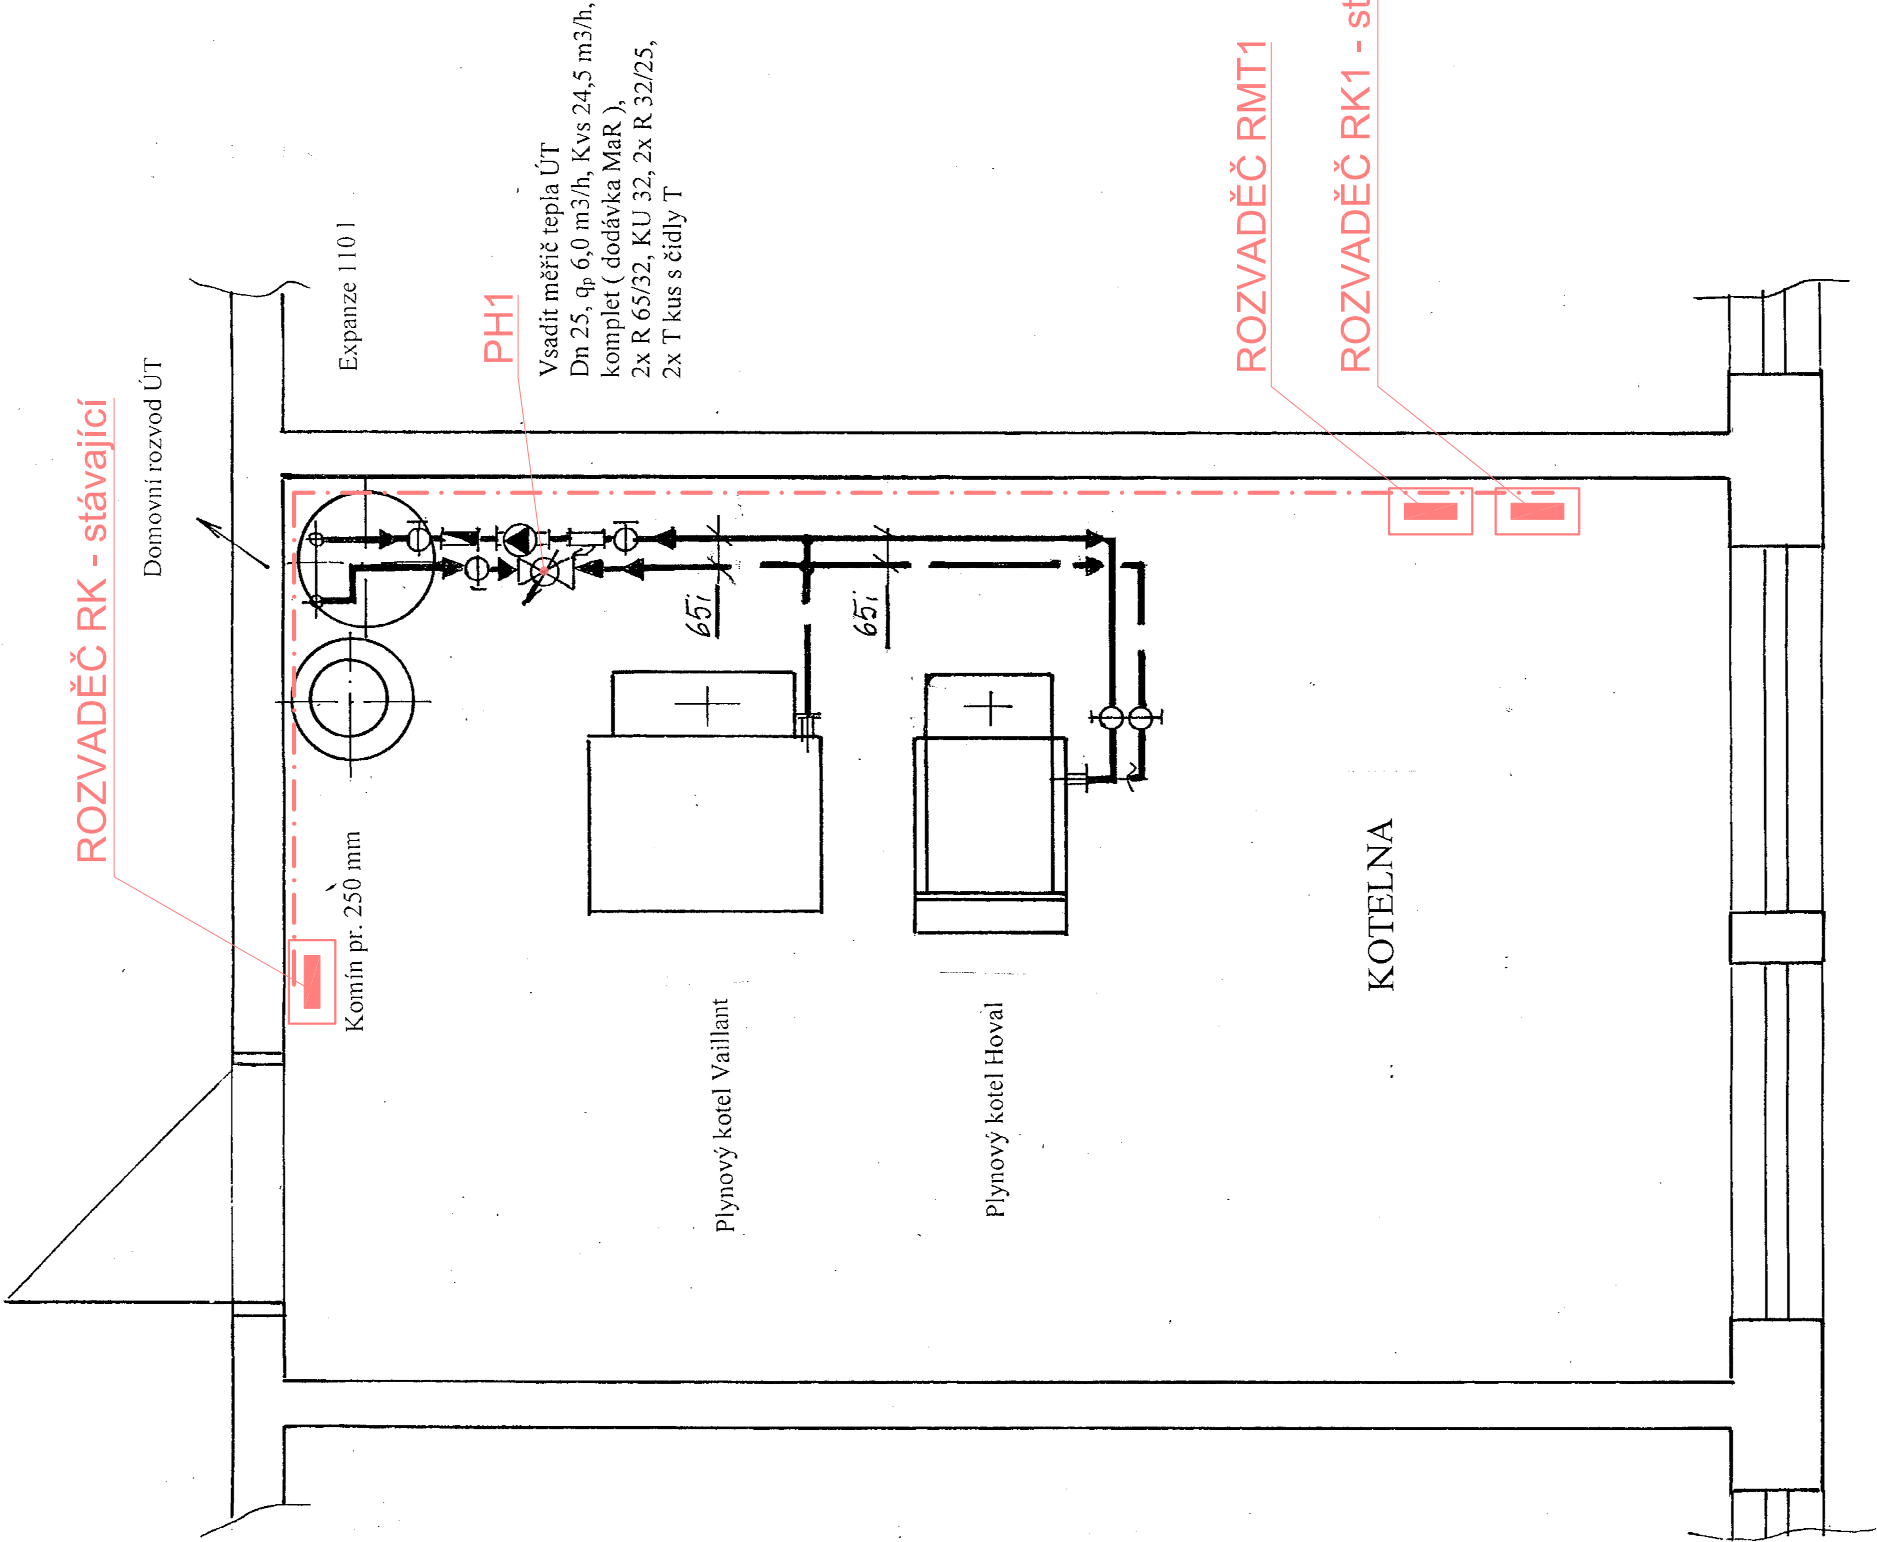 ROZVADĚČ RK - stávající
Domovní rozvod ÚT
Expanze 110 l
PH1
Vsadit měřič tepla ÚT
Dn 25, qp 6,0 m3/h, Kvs 24,5 m3/h,
komplet ( dodávka MaR ),
2x R 65/32, KU 32, 2x R 32/25,
2x T kus s čidly T
ROZVADĚČ RMT1
ROZVADĚČ RK1 - st
65i
65i
Komín pr. 250 mm
Plynový kotel Vaillant
Plynový kotel Hoval
KOTELNA